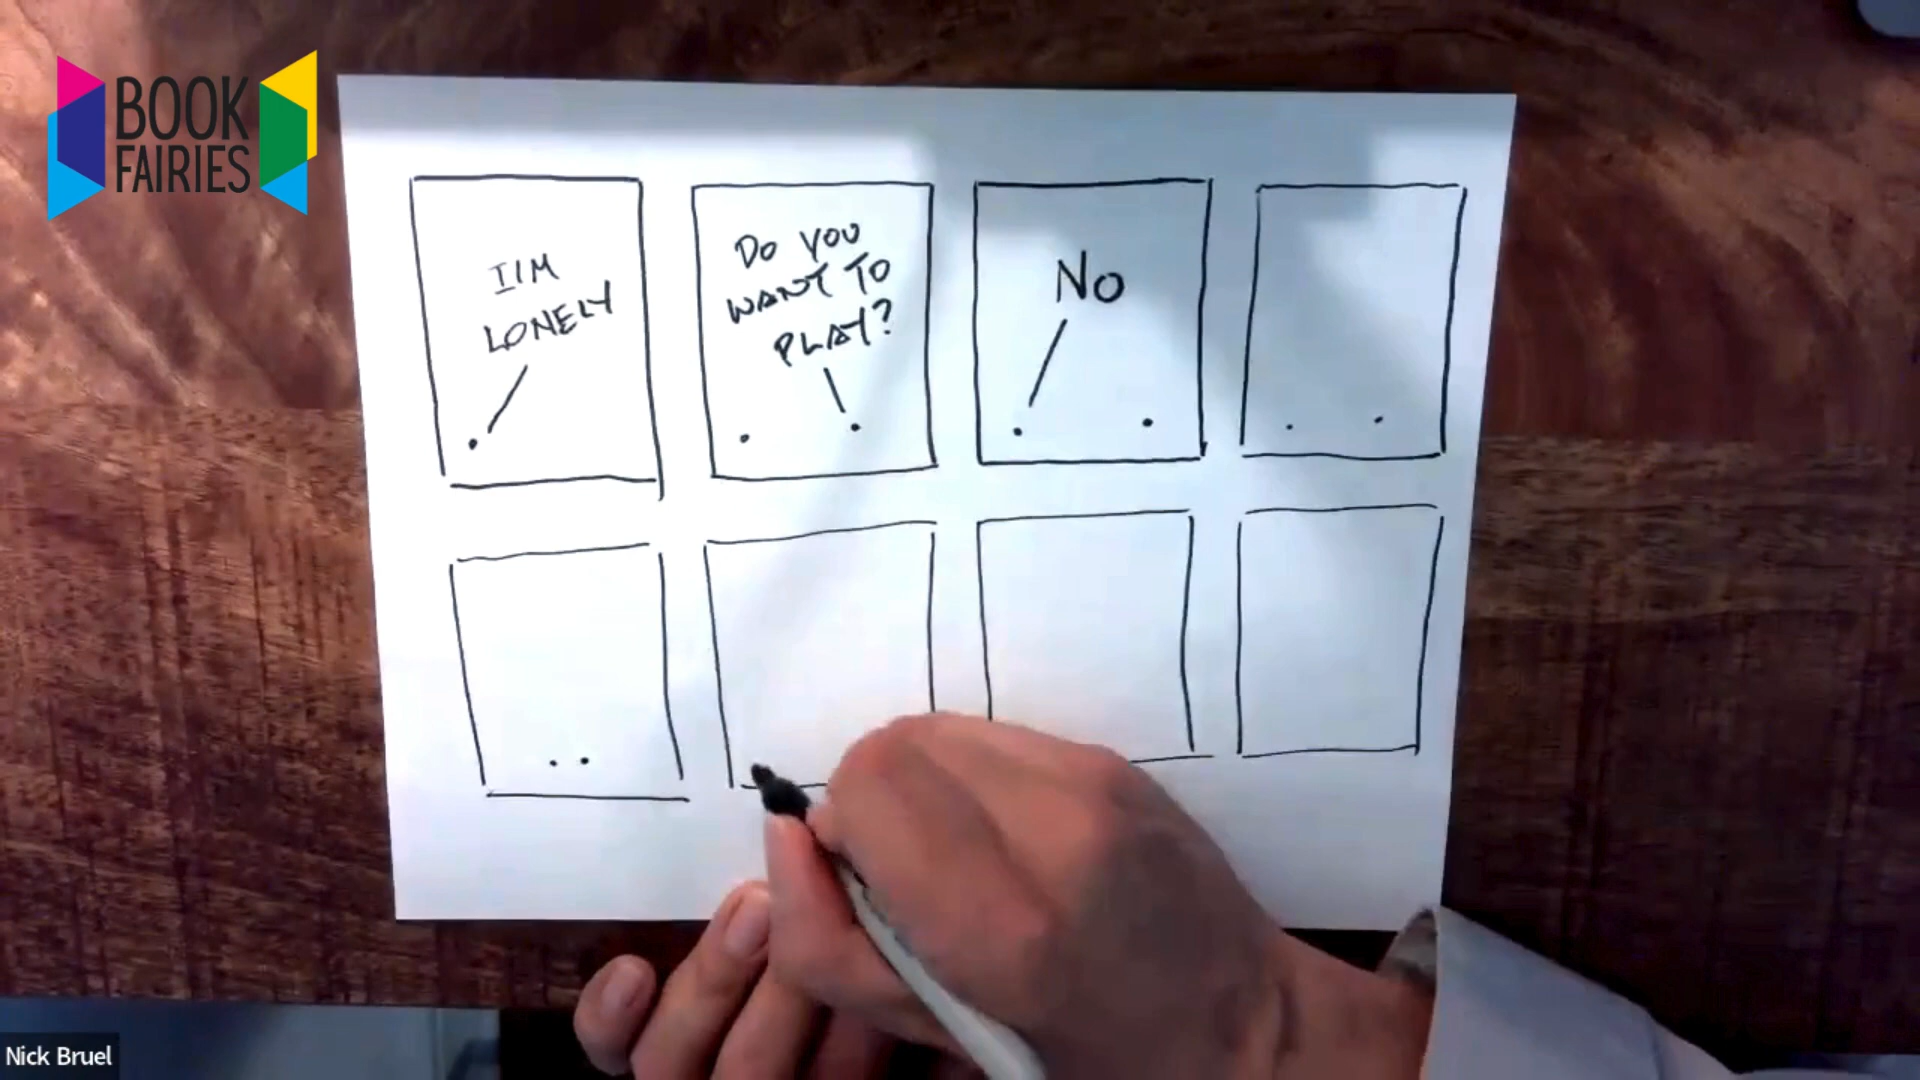 BOOK
FAIRIES
I'M
LONELY
DO YOU
WANT TO
PLAY?
NO
Nick Bruel